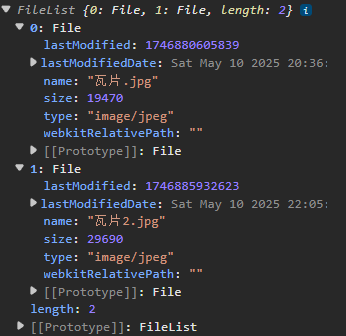 FileList {0: File, 1: File, length: 2} i
0: File
lastModified: 1746880605839
lastModifiedDate: Sat May 10 2025 20:36:
name: "瓦片.jpg"
size: 19470
type: "image/jpeg"
webkitRelativePath: ""
[[Prototype]]: File
1: File
lastModified: 1746885932623
lastModifiedDate: Sat May 10 2025 22:05:
name: "瓦片2.jpg"
size: 29690
type: "image/jpeg"
webkitRelativePath: ""
[[Prototype]]: File
length: 2
[[Prototype]]: FileList